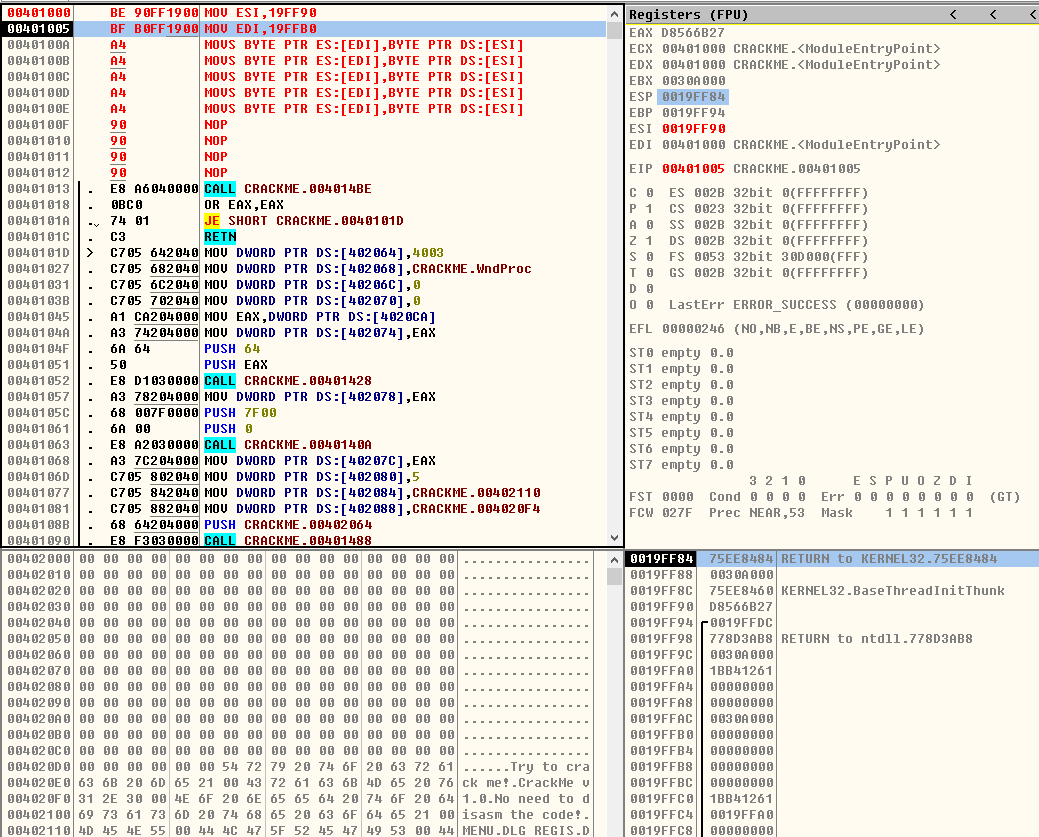 00401000 BE 90FF1900 MOV ESI,19FF90
00401005 BF B0FF1900 MOV EDI,19FFB0
0040100A A4 MOVS BYTE PTR ES:[EDI],BYTE PTR DS:[ESI]
0040100B A4 MOVS BYTE PTR ES:[EDI],BYTE PTR DS:[ESI]
0040100C A4 MOVS BYTE PTR ES:[EDI],BYTE PTR DS:[ESI]
0040100D A4 MOVS BYTE PTR ES:[EDI],BYTE PTR DS:[ESI]
0040100E A4 MOVS BYTE PTR ES:[EDI],BYTE PTR DS:[ESI]
0040100F 90 NOP
00401010 90 NOP
00401011 90 NOP
00401012 90 NOP
00401013 . E8 A6040000 CALL CRACKME.004014BE
00401018 . 0BC0 OR EAX,EAX
0040101A . 74 01 JE SHORT CRACKME.0040101D
0040101C . C3 RETN
0040101D > C705 642040 MOV DWORD PTR DS:[402064],4003
00401027 . C705 682040 MOV DWORD PTR DS:[402068],CRACKME.WndProc
00401031 . C705 6C2040 MOV DWORD PTR DS:[40206C],0
0040103B . C705 702040 MOV DWORD PTR DS:[402070],0
00401045 . A1 CA204000 MOV EAX,DWORD PTR DS:[4020CA]
0040104A . A3 74204000 MOV DWORD PTR DS:[402074],EAX
0040104F . 6A 64 PUSH 64
00401051 . 50 PUSH EAX
00401052 . E8 D1030000 CALL CRACKME.00401428
00401057 . A3 78204000 MOV DWORD PTR DS:[402078],EAX
0040105C . 68 007F0000 PUSH 7F00
00401061 . 6A 00 PUSH 0
00401063 . E8 A2030000 CALL CRACKME.0040140A
00401068 . A3 7C204000 MOV DWORD PTR DS:[40207C],EAX
0040106D . C705 802040 MOV DWORD PTR DS:[402080],5
00401077 . C705 842040 MOV DWORD PTR DS:[402084],CRACKME.00402110
00401081 . C705 882040 MOV DWORD PTR DS:[402088],CRACKME.004020F4
0040108B . 68 64204000 PUSH CRACKME.00402064
00401090 . E8 F3030000 CALL CRACKME.00401488
Registers (FPU) < < <
EAX D8566B27
ECX 00401000 CRACKME.<ModuleEntryPoint>
EDX 00401000 CRACKME.<ModuleEntryPoint>
EBX 0030A000
ESP 0019FF84
EBP 0019FF94
ESI 0019FF90
EDI 00401000 CRACKME.<ModuleEntryPoint>
EIP 00401005 CRACKME.00401005
C 0 ES 002B 32bit 0(FFFFFFFF)
P 1 CS 0023 32bit 0(FFFFFFFF)
A 0 SS 002B 32bit 0(FFFFFFFF)
Z 1 DS 002B 32bit 0(FFFFFFFF)
S 0 FS 0053 32bit 30D000(FFF)
T 0 GS 002B 32bit 0(FFFFFFFF)
D 0
O 0 LastErr ERROR_SUCCESS (00000000)
EFL 00000246 (NO,NB,E,BE,NS,PE,GE,LE)
ST0 empty 0.0
ST1 empty 0.0
ST2 empty 0.0
ST3 empty 0.0
ST4 empty 0.0
ST5 empty 0.0
ST6 empty 0.0
ST7 empty 0.0
3 2 1 0 E S P U O Z D I
FST 0000 Cond 0 0 0 0 Err 0 0 0 0 0 0 0 0 (GT)
FCW 027F Prec NEAR,53 Mask 1 1 1 1 1 1
00402000 00 00 00 00 00 00 00 00 00 00 00 00 00 00 00 00 ................
00402010 00 00 00 00 00 00 00 00 00 00 00 00 00 00 00 00 ................
00402020 00 00 00 00 00 00 00 00 00 00 00 00 00 00 00 00 ................
00402030 00 00 00 00 00 00 00 00 00 00 00 00 00 00 00 00 ................
00402040 00 00 00 00 00 00 00 00 00 00 00 00 00 00 00 00 ................
00402050 00 00 00 00 00 00 00 00 00 00 00 00 00 00 00 00 ................
00402060 00 00 00 00 00 00 00 00 00 00 00 00 00 00 00 00 ................
00402070 00 00 00 00 00 00 00 00 00 00 00 00 00 00 00 00 ................
00402080 00 00 00 00 00 00 00 00 00 00 00 00 00 00 00 00 ................
00402090 00 00 00 00 00 00 00 00 00 00 00 00 00 00 00 00 ................
004020A0 00 00 00 00 00 00 00 00 00 00 00 00 00 00 00 00 ................
004020B0 00 00 00 00 00 00 00 00 00 00 00 00 00 00 00 00 ................
004020C0 00 00 00 00 00 00 00 00 00 00 00 00 00 00 00 00 ................
004020D0 00 00 00 00 00 00 54 72 79 20 74 6F 20 63 72 61 ......Try to cra
004020E0 63 6B 20 6D 65 21 00 43 72 61 63 6B 4D 65 20 76 ck me!.CrackMe v
004020F0 31 2E 30 00 4E 6F 20 6E 65 65 64 20 74 6F 20 64 1.0.No need to d
00402100 69 73 61 73 6D 20 74 68 65 20 63 6F 64 65 21 00 isasm the code!.
00402110 4D 45 4E 55 00 44 4C 47 5F 52 45 47 49 53 00 44 MENU.DLG_REGIS.D
0019FF84 75EE8484 RETURN to KERNEL32.75EE8484
0019FF88 0030A000
0019FF8C 75EE8460 KERNEL32.BaseThreadInitThunk
0019FF90 D8566B27
0019FF94 0019FFDC
0019FF98 778D3AB8 RETURN to ntdll.778D3AB8
0019FF9C 0030A000
0019FFA0 1BB41261
0019FFA4 00000000
0019FFA8 00000000
0019FFAC 0030A000
0019FFB0 00000000
0019FFB4 00000000
0019FFB8 00000000
0019FFBC 00000000
0019FFC0 1BB41261
0019FFC4 0019FFA0
0019FFC8 00000000